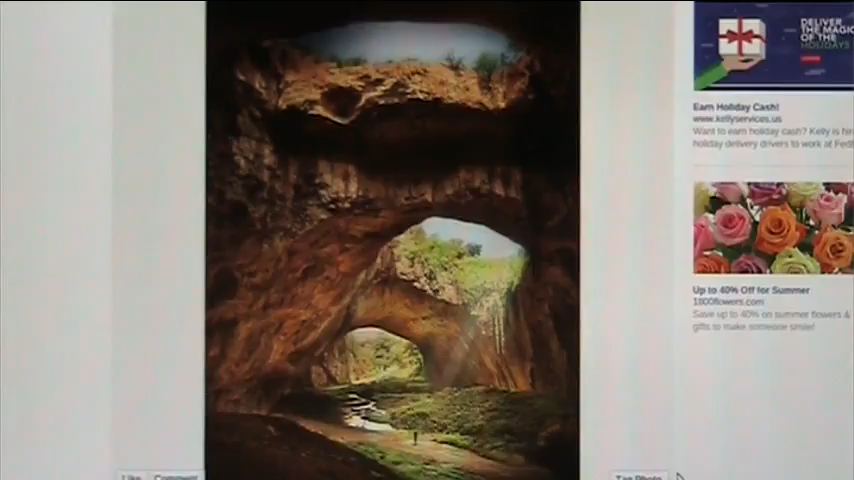 DELIVER
THE MAGIC
OF THE
HOLIDAYS
Earn Holiday Cash!
www.kellyservices.us
Want to earn holiday cash? Kelly is hiri
holiday delivery drivers to work at FedE
Up to 40% Off for Summer
1800flowers.com
Save up to 40% on summer flowers &
gifts to make someone smile!
Like Comment
Tag Photo